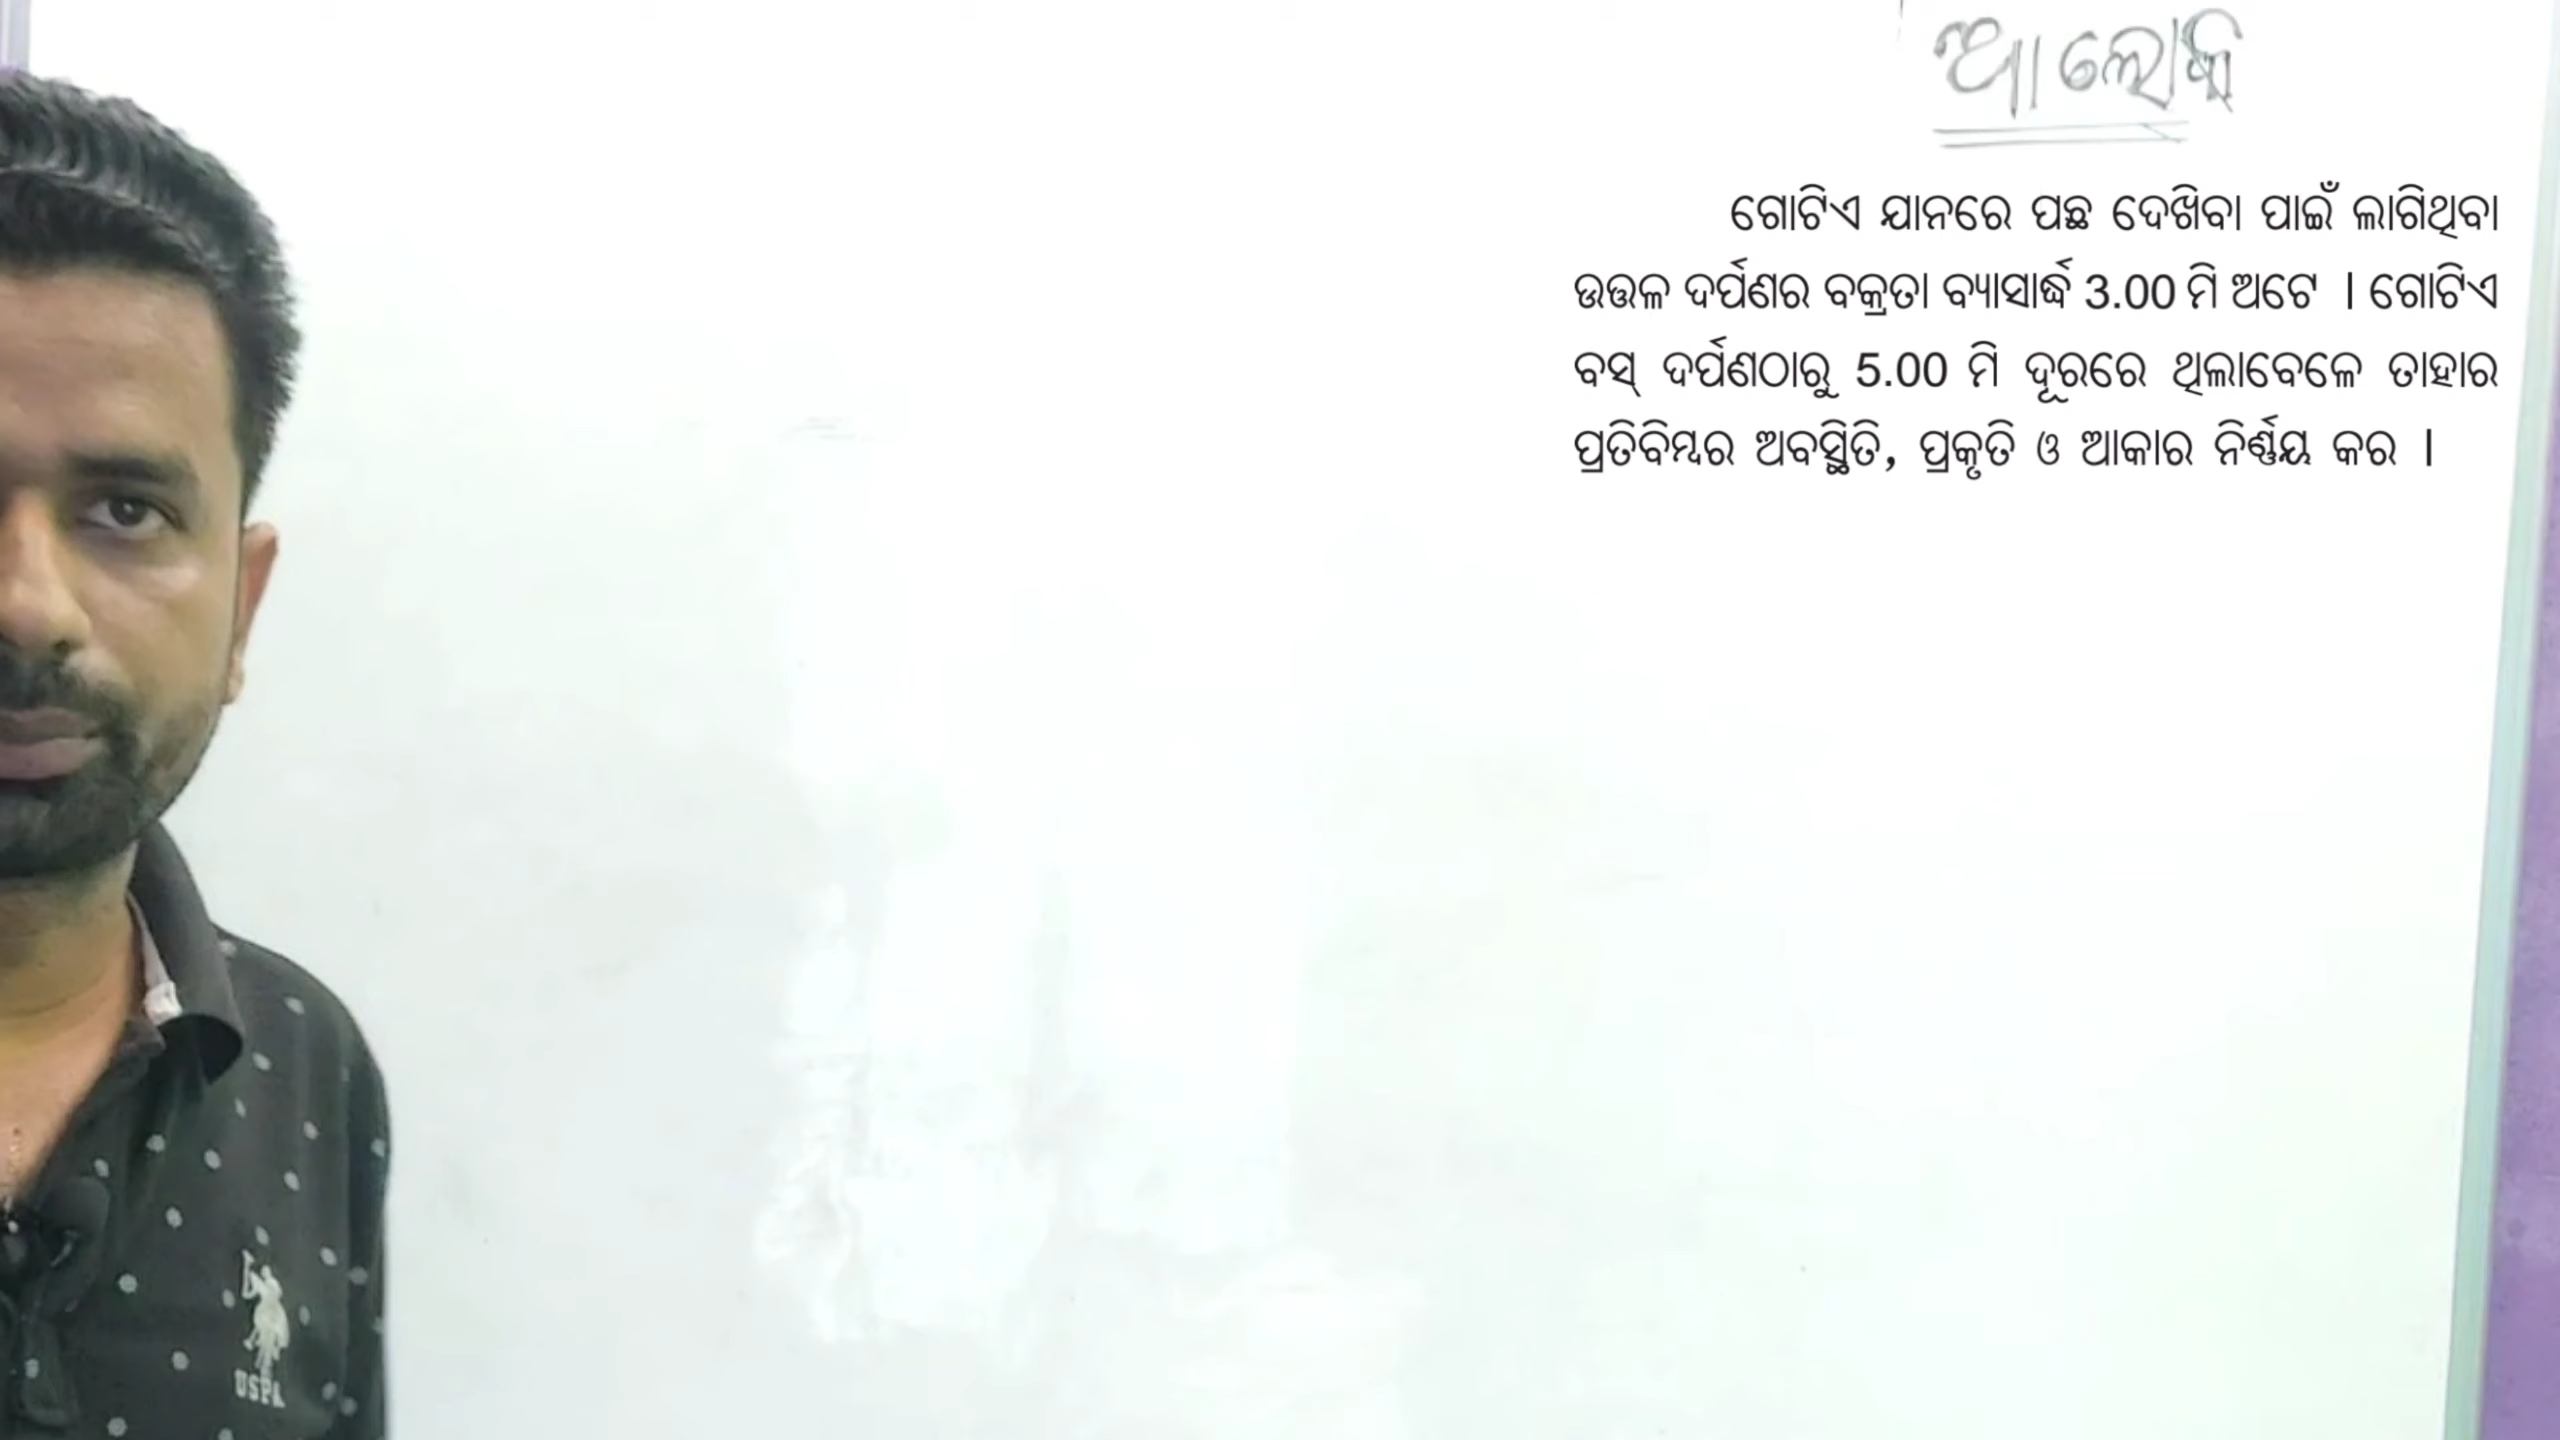 ଆଲୋକ
ଗୋଟିଏ ଯାନରେ ପଛ ଦେଖିବା ପାଇଁ ଲାଗିଥିବା
ଉତ୍ତଳ ଦର୍ପଣର ବକ୍ରତା ବ୍ୟାସାର୍ଦ୍ଧ 3.00 ମି ଅଟେ । ଗୋଟିଏ
ବସ୍ ଦର୍ପଣଠାରୁ 5.00 ମି ଦୂରରେ ଥିଲାବେଳେ ତାହାର
ପ୍ରତିବିମ୍ବର ଅବସ୍ଥିତି, ପ୍ରକୃତି ଓ ଆକାର ନିର୍ଣ୍ଣୟ କର ।
USPA